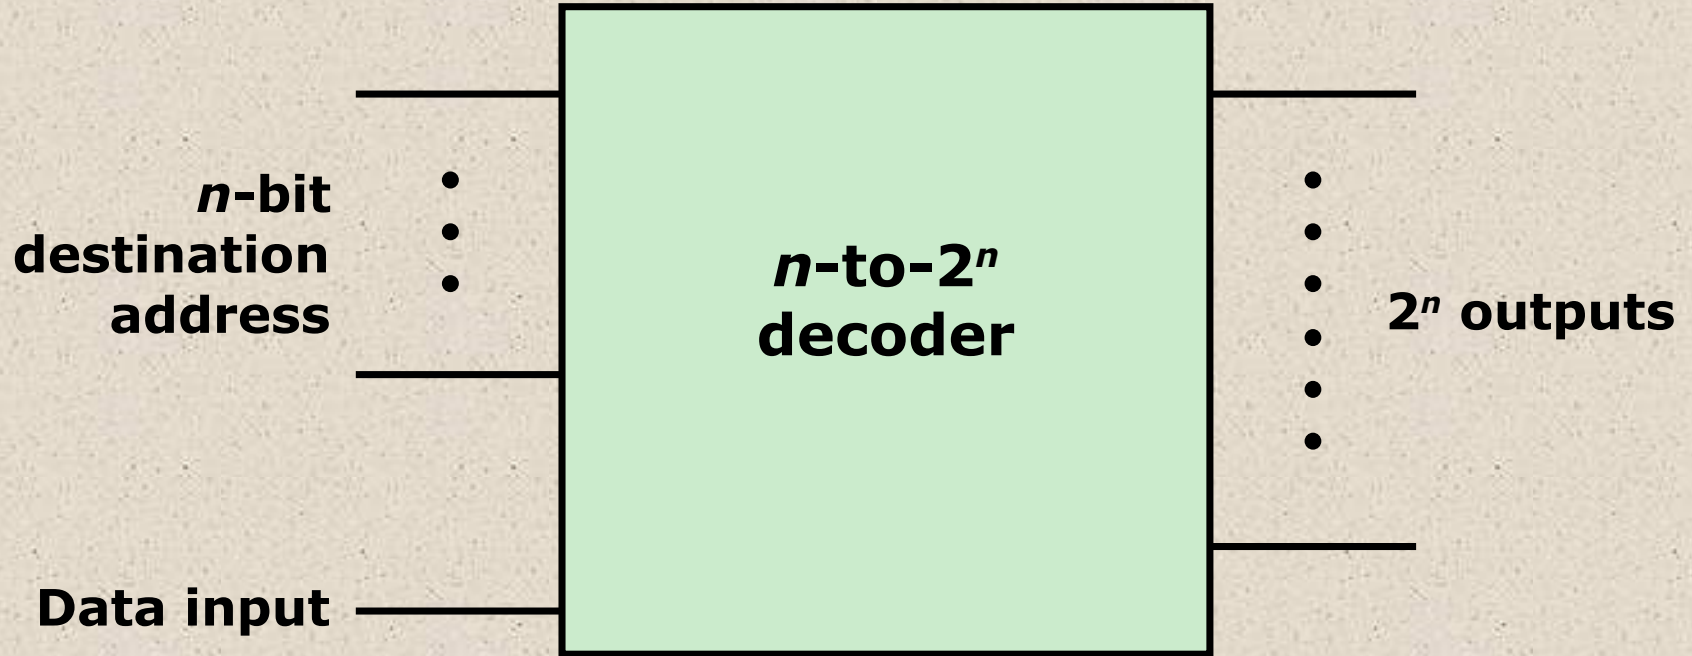 n-bit
destination
address
n-to-2ⁿ
decoder
2ⁿ outputs
Data input